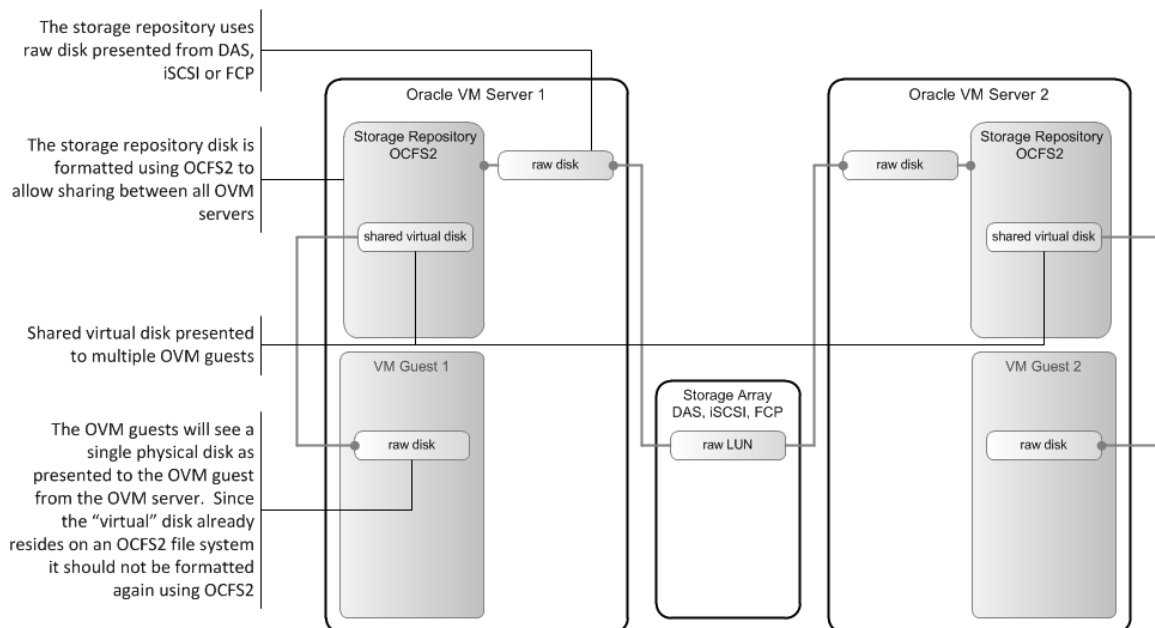 The storage repository uses
raw disk presented from DAS,
iSCSI or FCP
The storage repository disk is
formatted using OCFS2 to
allow sharing between all OVM
servers
Shared virtual disk presented
to multiple OVM guests
The OVM guests will see a
single physical disk as
presented to the OVM guest
from the OVM server.  Since
the “virtual” disk already
resides on an OCFS2 file system
it should not be formatted
again using OCFS2
Oracle VM Server 1
Storage Repository
OCFS2
raw disk
shared virtual disk
VM Guest 1
raw disk
Storage Array
DAS, iSCSI, FCP
raw LUN
Oracle VM Server 2
raw disk
Storage Repository
OCFS2
shared virtual disk
VM Guest 2
raw disk